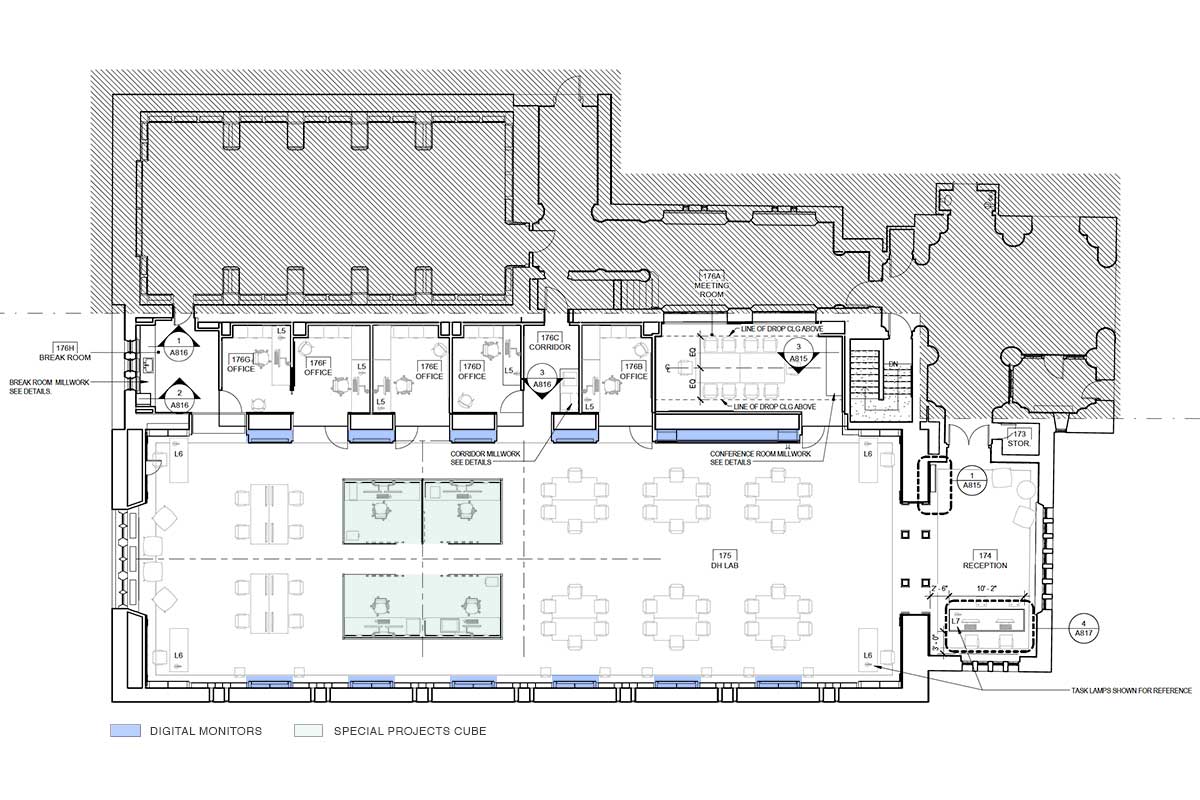 176A
MEETING
ROOM
LINE OF DROP CLG ABOVE
176H
BREAK ROOM
1
A816
L5
176G
OFFICE
176F
OFFICE
L5
176E
OFFICE
L5
176D
OFFICE
L5
176C
CORRIDOR
3
A816
176B
OFFICE
L5
EQ
EQ
3
A815
DN
BREAK ROOM MILLWORK
SEE DETAILS.
2
A816
LINE OF DROP CLG ABOVE
173
STOR.
L6
CORRIDOR MILLWORK
SEE DETAILS
CONFERENCE ROOM MILLWORK
SEE DETAILS
L6
1
A815
175
DH LAB
174
RECEPTION
2' - 6"
10' - 2"
L7
3' - 0"
4
A817
L6
L6
TASK LAMPS SHOWN FOR REFERENCE
DIGITAL MONITORS
SPECIAL PROJECTS CUBE